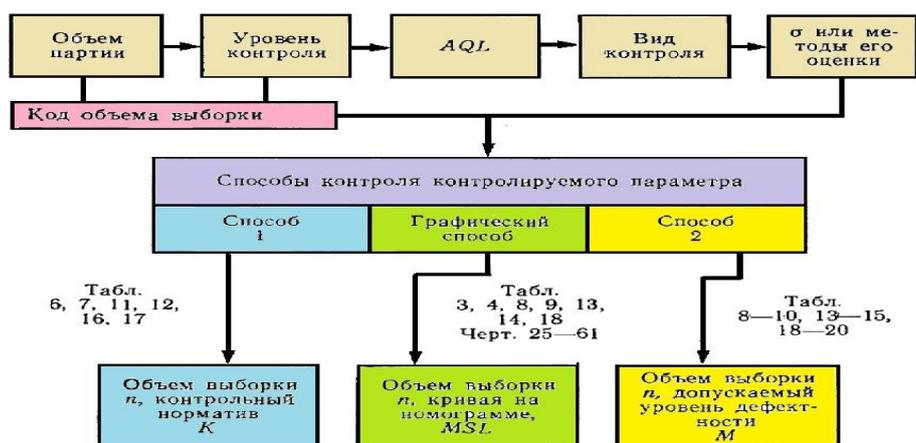 Объем
партии
Уровень
контроля
AQL
Вид
контроля
σ или ме-
тоды его
оценки
Код объема выборки
Способы контроля контролируемого параметра
Способ
1
Графический
способ
Способ
2
Табл.
6, 7, 11, 12,
16, 17
Табл.
3, 4, 8, 9, 13,
14, 18
Черт. 25—61
Табл.
8—10, 13—15,
18—20
Объем выборки
n, контрольный
норматив
K
Объем выборки
n, кривая на
номограмме,
MSL
Объем выборки
n, допускаемый
уровень дефект-
ности
M